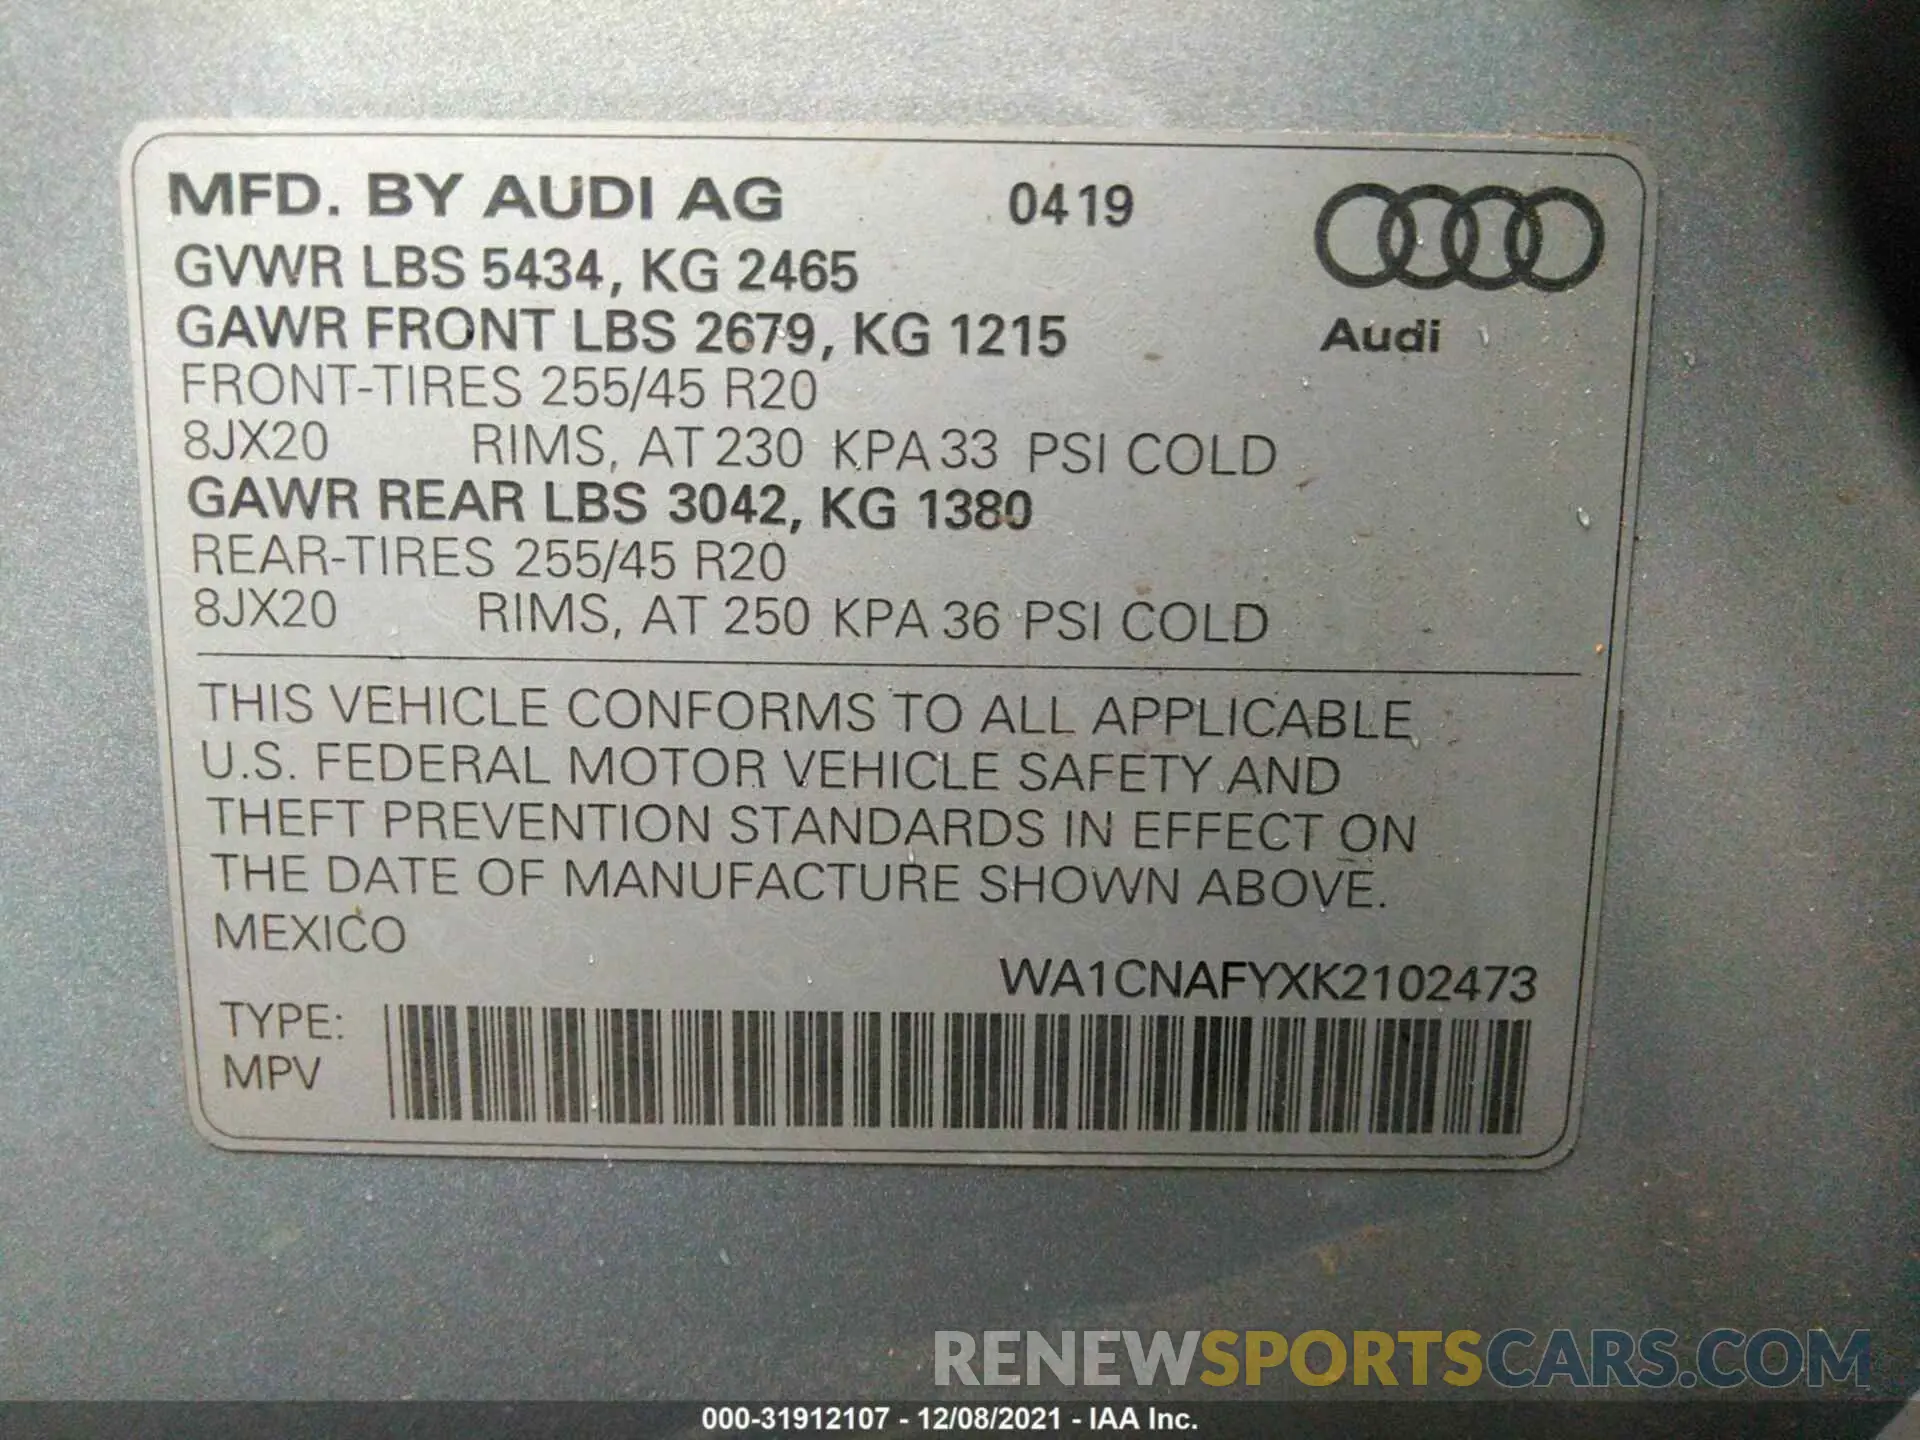 MFD. BY AUDI AG 0419
GVWR LBS 5434, KG 2465
GAWR FRONT LBS 2679, KG 1215
Audi
FRONT-TIRES 255/45 R20
8JX20 RIMS, AT 230 KPA 33 PSI COLD
GAWR REAR LBS 3042, KG 1380
REAR-TIRES 255/45 R20
8JX20 RIMS, AT 250 KPA 36 PSI COLD
THIS VEHICLE CONFORMS TO ALL APPLICABLE
U.S. FEDERAL MOTOR VEHICLE SAFETY AND
THEFT PREVENTION STANDARDS IN EFFECT ON
THE DATE OF MANUFACTURE SHOWN ABOVE.
MEXICO
WA1CNAFYXK2102473
TYPE:
MPV
RENEWSPORTSCARS.COM
000-31912107 - 12/08/2021 - IAA Inc.